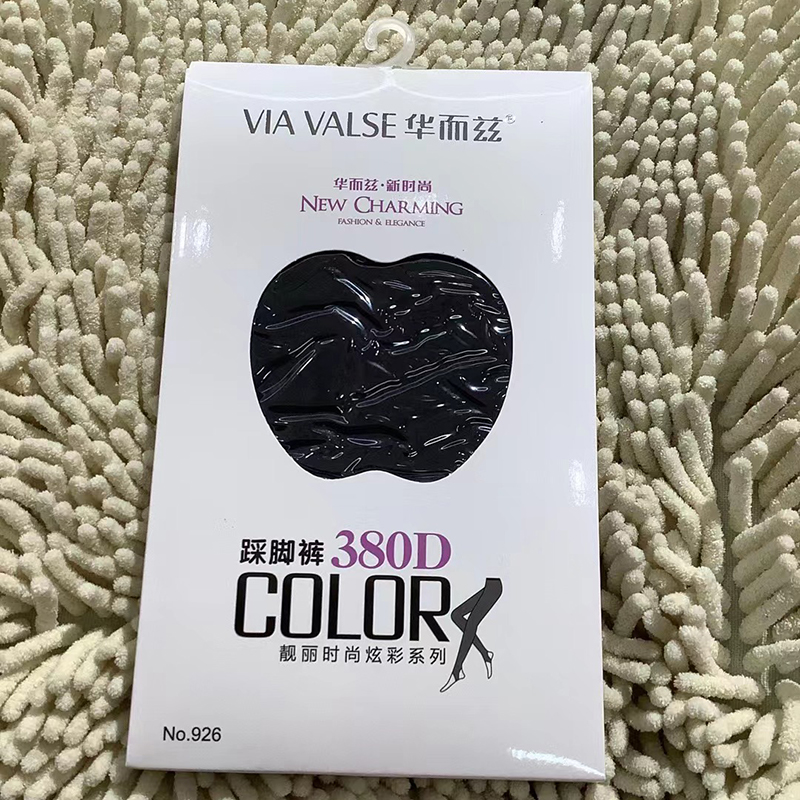 VIA VALSE 华而兹®
华而兹·新时尚
NEW CHARMING
FASHION & ELEGANCE
踩脚裤 380D
COLOR
靓丽时尚炫彩系列
No.926